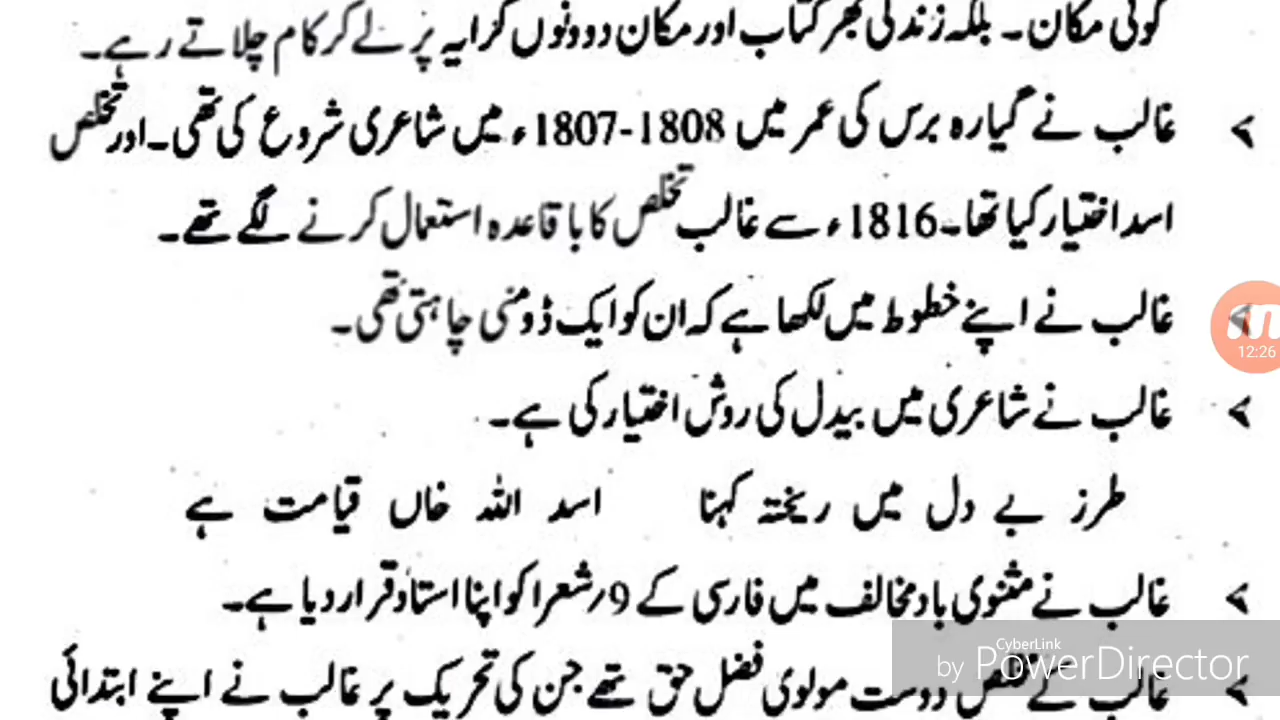 کوئی مکان۔ بلکہ زندگی بھر کتاب اور مکان دوونوں کرایہ پر لے کر کام چلاتے رہے۔
غالب نے گیارہ برس کی عمر میں 1808-1807ء میں شاعری شروع کی تھی۔ اور تخلص
اسد اختیار کیا تھا۔ 1816ء سے غالب تخلص کا باقاعدہ استعمال کرنے لگے تھے۔
غالب نے اپنے خطوط میں لکھا ہے کہ ان کو ایک ڈومنی چاہتی تھی۔
غالب نے شاعری میں بیدل کی روش اختیار کی ہے۔
طرز بے دل میں ریختہ کہنا اسد اللہ خاں قیامت ہے
غالب نے مثنوی باد مخالف میں فارسی کے 9؍شعرا کو اپنا استاد قرار دیا ہے۔
غالب کے دوست مولوی فضل حق تھے جن کی تحریک پر غالب نے اپنے ابتدائی
12:26
CyberLink
by PowerDirector